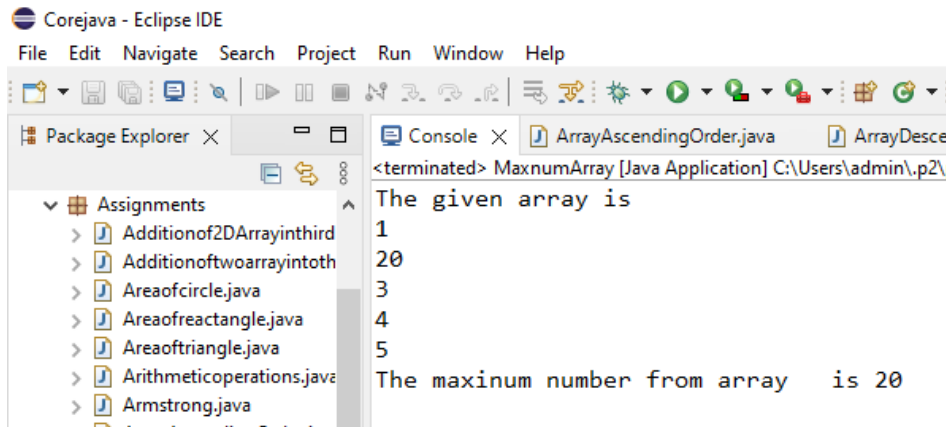 Corejava - Eclipse IDE
File Edit Navigate Search Project Run Window Help
Package Explorer
Console ArrayAscendingOrder.java ArrayDesce
<terminated> MaxnumArray [Java Application] C:\Users\admin\.p2\
Assignments
Additionof2DArrayinthird
Additionoftwoarrayintoth
Areaofcircle.java
Areaofreactangle.java
Areaoftriangle.java
Arithmeticoperations.java
Armstrong.java
The given array is
1
20
3
4
5
The maxinum number from array   is 20